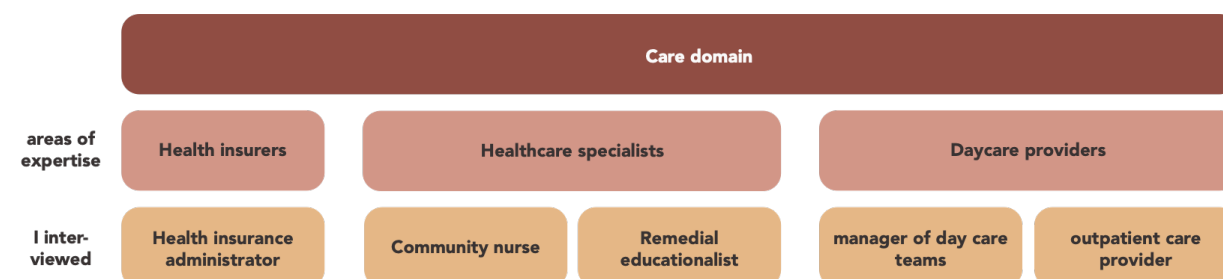 Care domain
areas of
expertise
Health insurers
Healthcare specialists
Daycare providers
I inter-
viewed
Health insurance
administrator
Community nurse
Remedial
educationalist
manager of day care
teams
outpatient care
provider